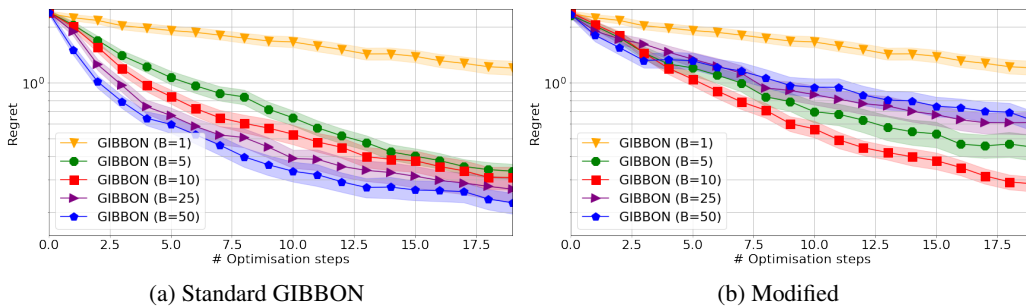 10⁰
Regret
GIBBON (B=1)
GIBBON (B=5)
GIBBON (B=10)
GIBBON (B=25)
GIBBON (B=50)
0.0 2.5 5.0 7.5 10.0 12.5 15.0 17.5
# Optimisation steps
(a) Standard GIBBON
10⁰
Regret
GIBBON (B=1)
GIBBON (B=5)
GIBBON (B=10)
GIBBON (B=25)
GIBBON (B=50)
0.0 2.5 5.0 7.5 10.0 12.5 15.0 17.5
# Optimisation steps
(b) Modified